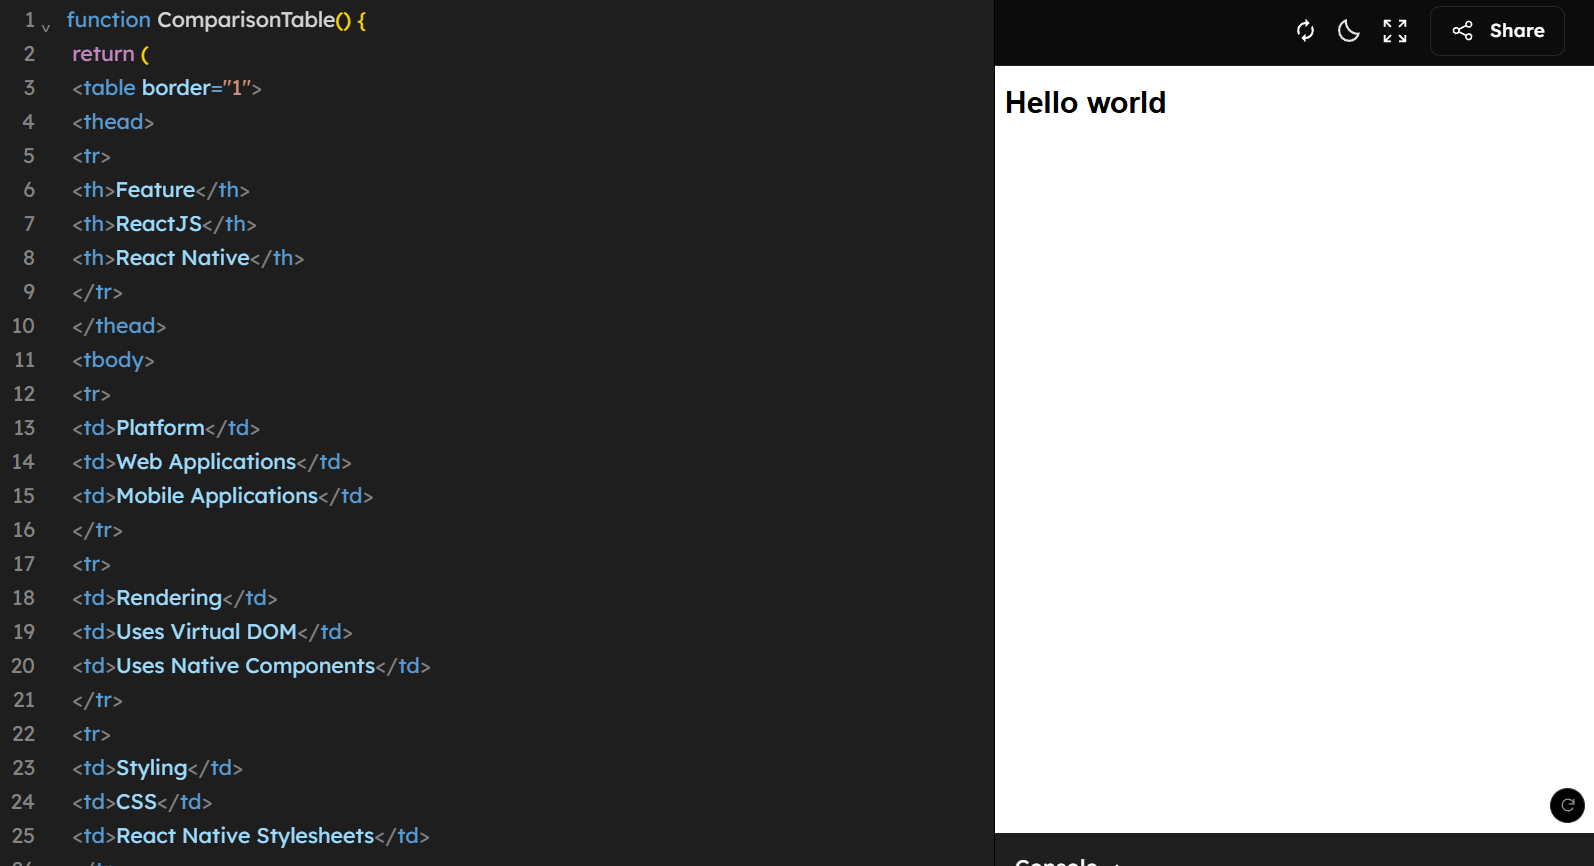 1 function ComparisonTable() {
2 return (
3 <table border="1">
4 <thead>
5 <tr>
6 <th>Feature</th>
7 <th>ReactJS</th>
8 <th>React Native</th>
9 </tr>
10 </thead>
11 <tbody>
12 <tr>
13 <td>Platform</td>
14 <td>Web Applications</td>
15 <td>Mobile Applications</td>
16 </tr>
17 <tr>
18 <td>Rendering</td>
19 <td>Uses Virtual DOM</td>
20 <td>Uses Native Components</td>
21 </tr>
22 <tr>
23 <td>Styling</td>
24 <td>CSS</td>
25 <td>React Native Stylesheets</td>
Share
Hello world
Console